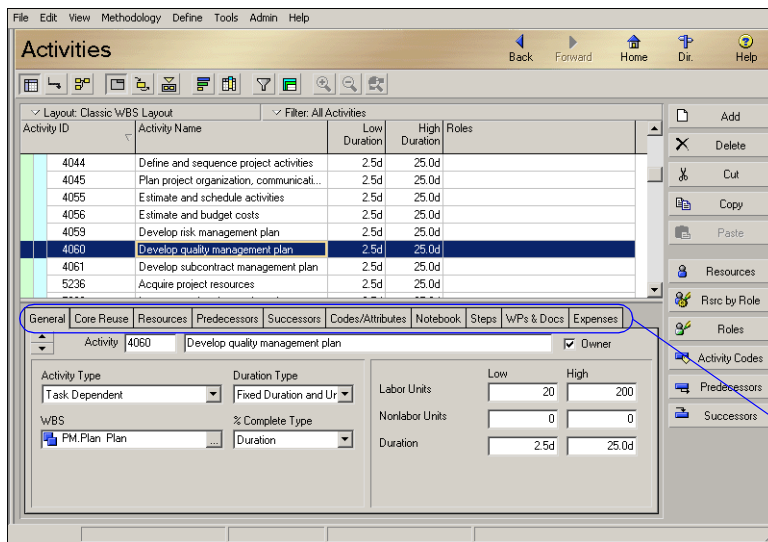 File Edit View Methodology Define Tools Admin Help
Activities
Back Forward Home Dir. Help
Layout: Classic WBS Layout Filter: All Activities
Activity ID Activity Name Low Duration High Duration Roles
4044 Define and sequence project activities 2.5d 25.0d
4045 Plan project organization, communicati... 2.5d 25.0d
4055 Estimate and schedule activities 2.5d 25.0d
4056 Estimate and budget costs 2.5d 25.0d
4059 Develop risk management plan 2.5d 25.0d
4060 Develop quality management plan 2.5d 25.0d
4061 Develop subcontract management plan 2.5d 25.0d
5236 Acquire project resources 2.5d 25.0d
Add
Delete
Cut
Copy
Paste
Resources
Rsrc by Role
Roles
Activity Codes
Predecessors
Successors
General Core Reuse Resources Predecessors Successors Codes/Attributes Notebook Steps WPs & Docs Expenses
Activity 4060 Develop quality management plan Owner
Activity Type Duration Type
Task Dependent Fixed Duration and Ur
WBS % Complete Type
PM.Plan Plan ... Duration
Low High
Labor Units 20 200
Nonlabor Units 0 0
Duration 2.5d 25.0d